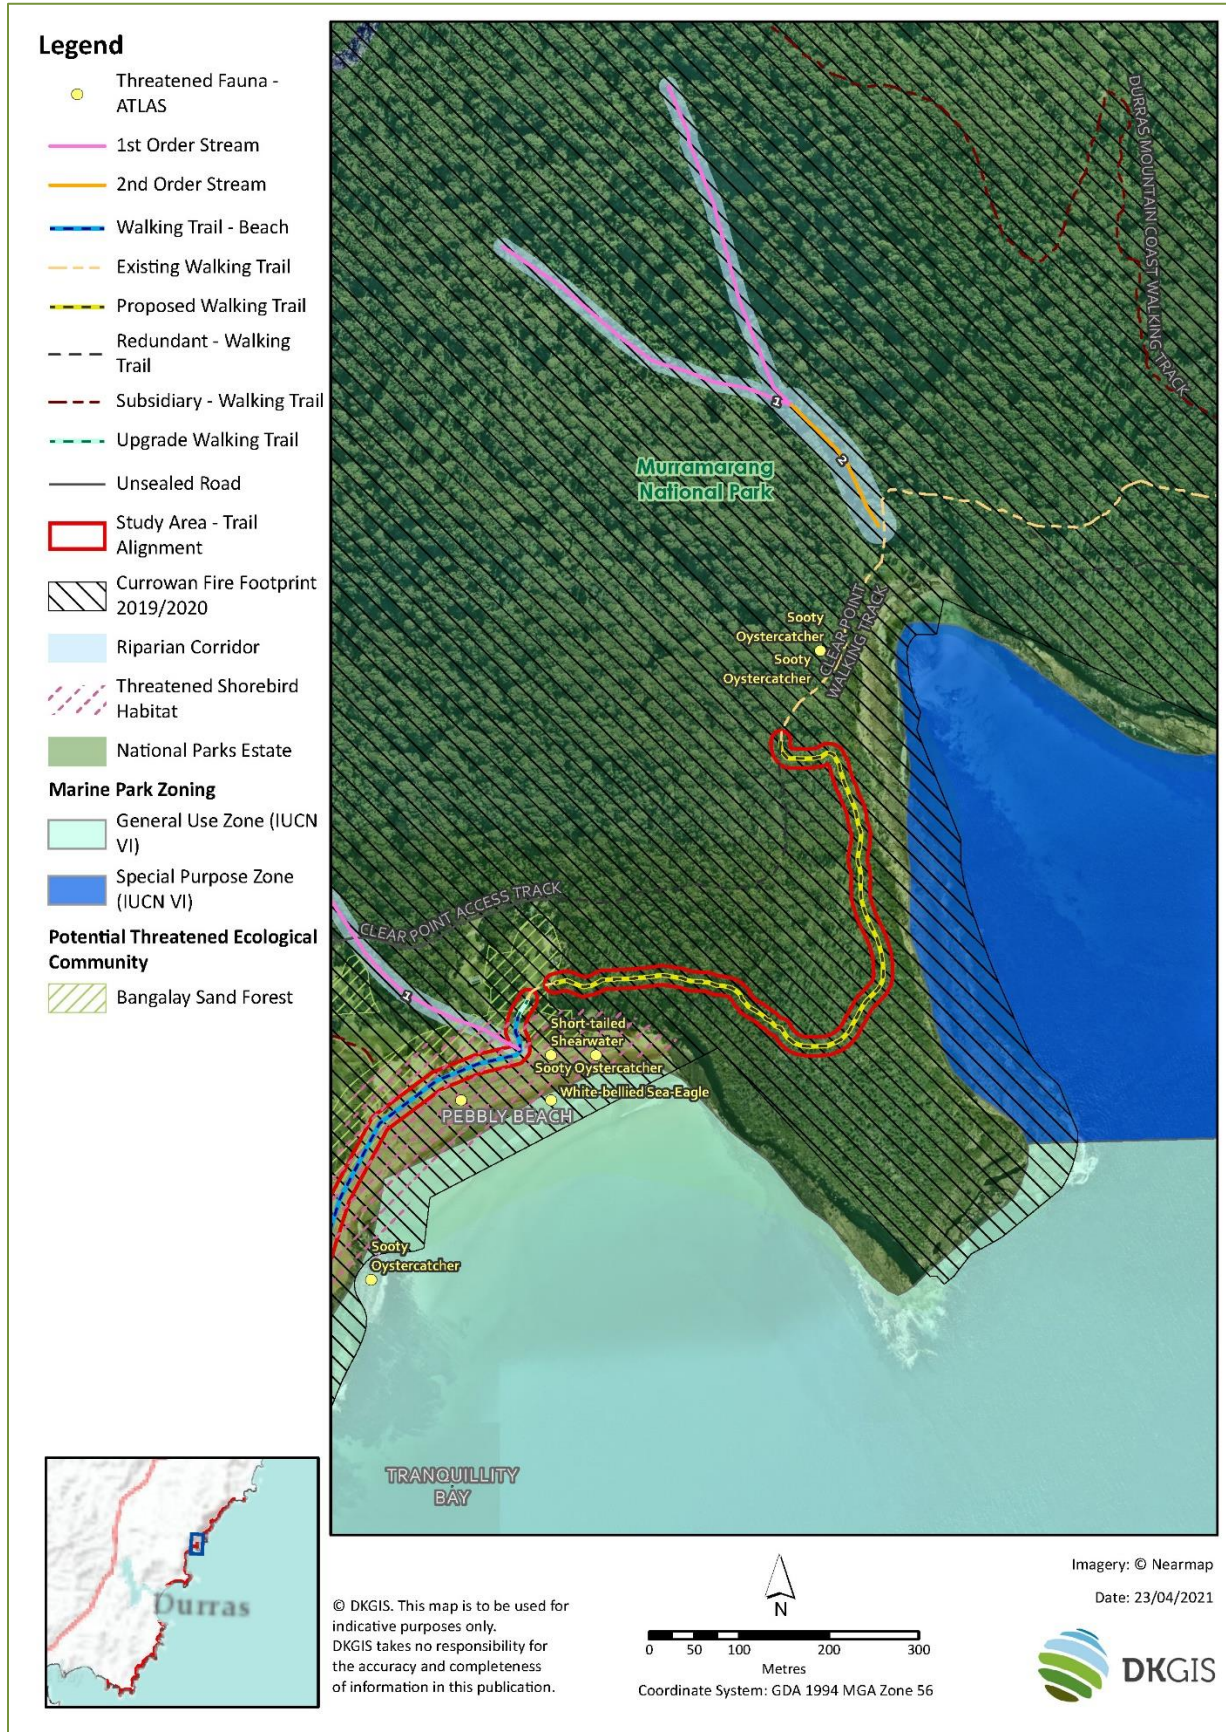 Legend
Threatened Fauna -
ATLAS
1st Order Stream
2nd Order Stream
Walking Trail - Beach
Existing Walking Trail
Proposed Walking Trail
Redundant - Walking
Trail
Subsidiary - Walking Trail
Upgrade Walking Trail
Unsealed Road
Study Area - Trail
Alignment
Currowan Fire Footprint
2019/2020
Riparian Corridor
Threatened Shorebird
Habitat
National Parks Estate
Marine Park Zoning
General Use Zone (IUCN
VI)
Special Purpose Zone
(IUCN VI)
Potential Threatened Ecological
Community
Bangalay Sand Forest
DURRAS MOUNTAIN COAST WALKING TRACK
1
2
Murramarang
National Park
Sooty
Oystercatcher
Sooty
Oystercatcher
CLEAR POINT
WALKING TRACK
CLEAR POINT ACCESS TRACK
1
Short-tailed
Shearwater
Sooty Oystercatcher
White-bellied Sea-Eagle
PEBBLY BEACH
Sooty
Oystercatcher
TRANQUILLITY
BAY
Durras
© DKGIS. This map is to be used for
indicative purposes only.
DKGIS takes no responsibility for
the accuracy and completeness
of information in this publication.
N
0 50 100 200 300
Metres
Coordinate System: GDA 1994 MGA Zone 56
Imagery: © Nearmap
Date: 23/04/2021
DKGIS